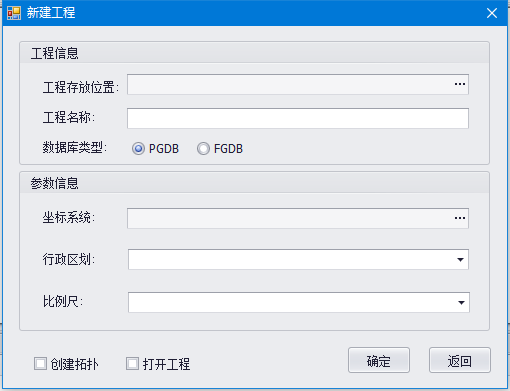 新建工程
工程信息
工程存放位置:
工程名称:
数据库类型: PGDB FGDB
参数信息
坐标系统:
行政区划:
比例尺:
创建拓扑 打开工程 确定 返回